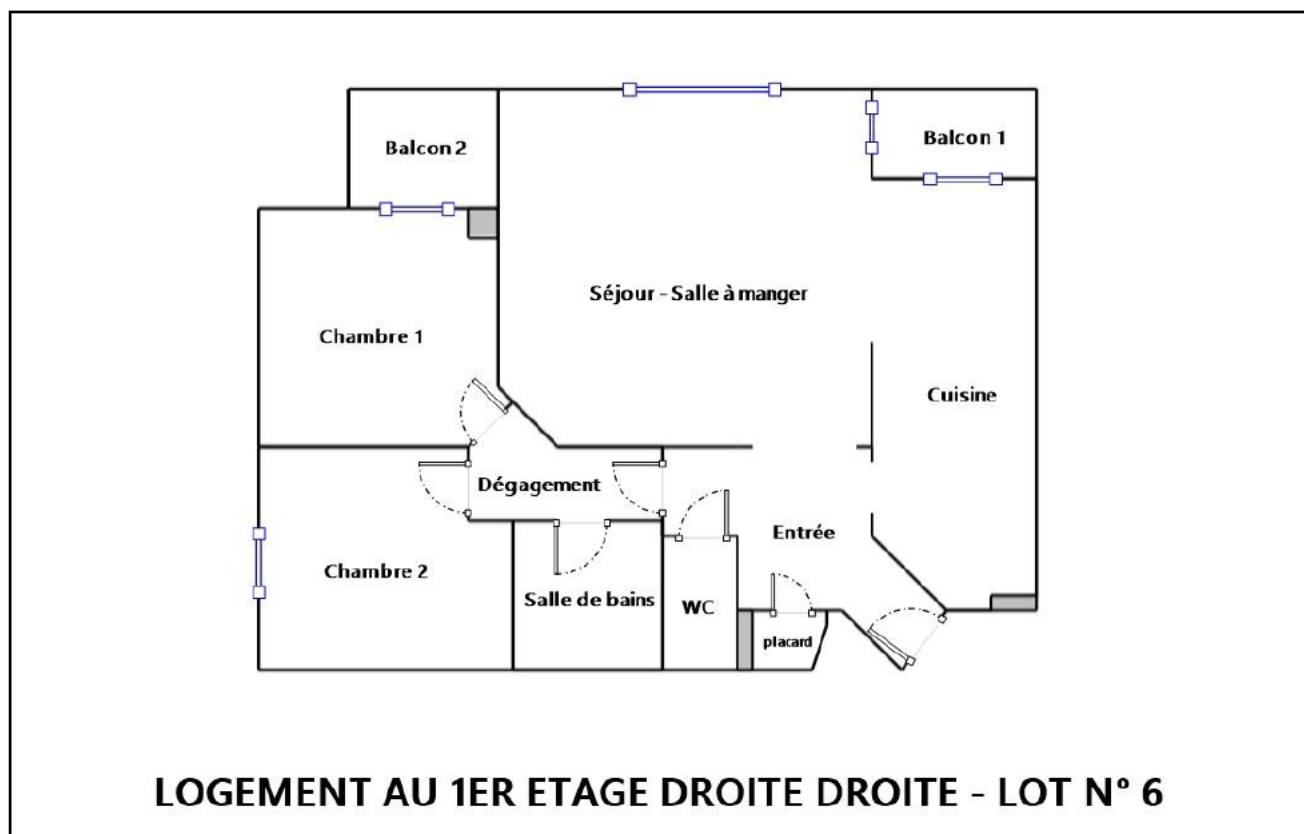 Balcon 2
Balcon 1
Séjour - Salle à manger
Chambre 1
Cuisine
Dégagement
Entrée
Chambre 2
Salle de bains
WC
placard
LOGEMENT AU 1ER ETAGE DROITE DROITE - LOT N° 6